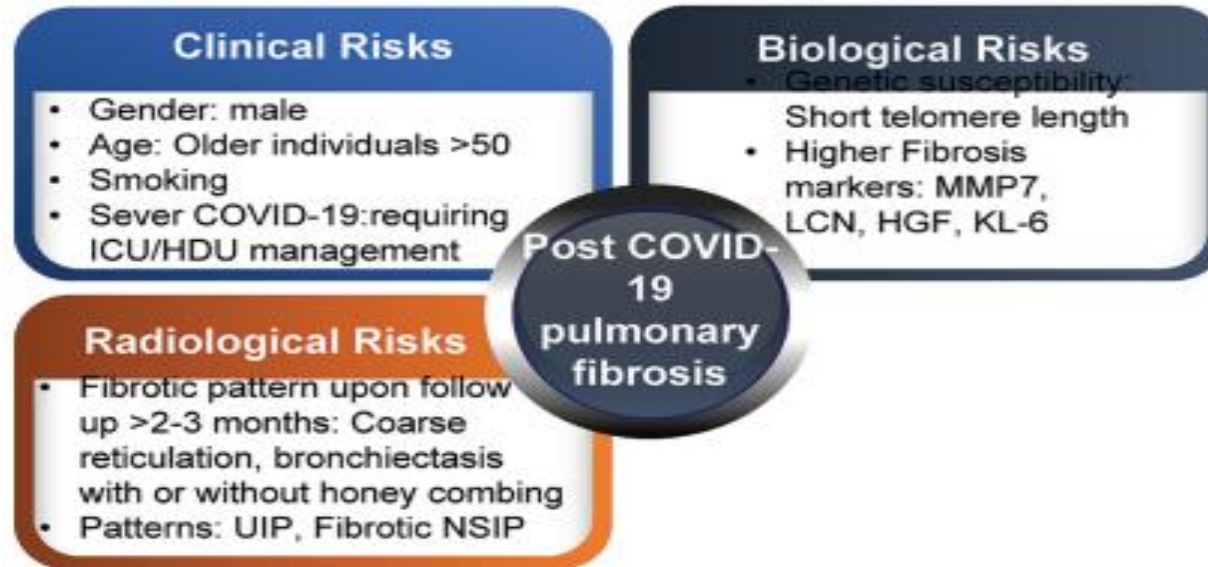 Clinical Risks
• Gender: male
• Age: Older individuals >50
• Smoking
• Sever COVID-19:requiring
ICU/HDU management
Biological Risks
• Genetic susceptibility:
Short telomere length
• Higher Fibrosis
markers: MMP7,
LCN, HGF, KL-6
Post COVID-
19
pulmonary
fibrosis
Radiological Risks
• Fibrotic pattern upon follow
up >2-3 months: Coarse
reticulation, bronchiectasis
with or without honey combing
• Patterns: UIP, Fibrotic NSIP